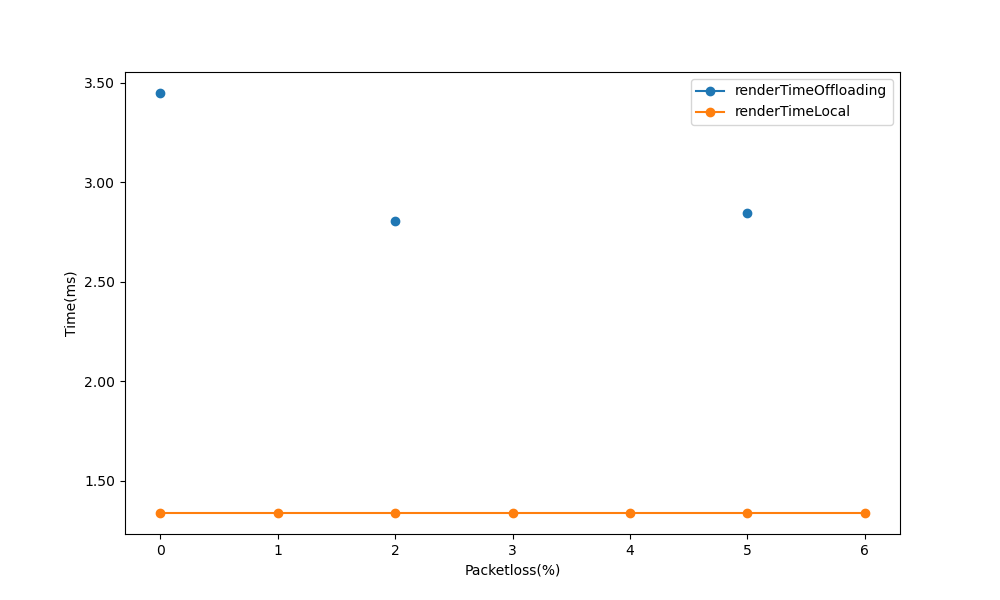 renderTimeOffloading
renderTimeLocal
Time(ms)
3.50
3.00
2.50
2.00
1.50
0 1 2 3 4 5 6
Packetloss(%)